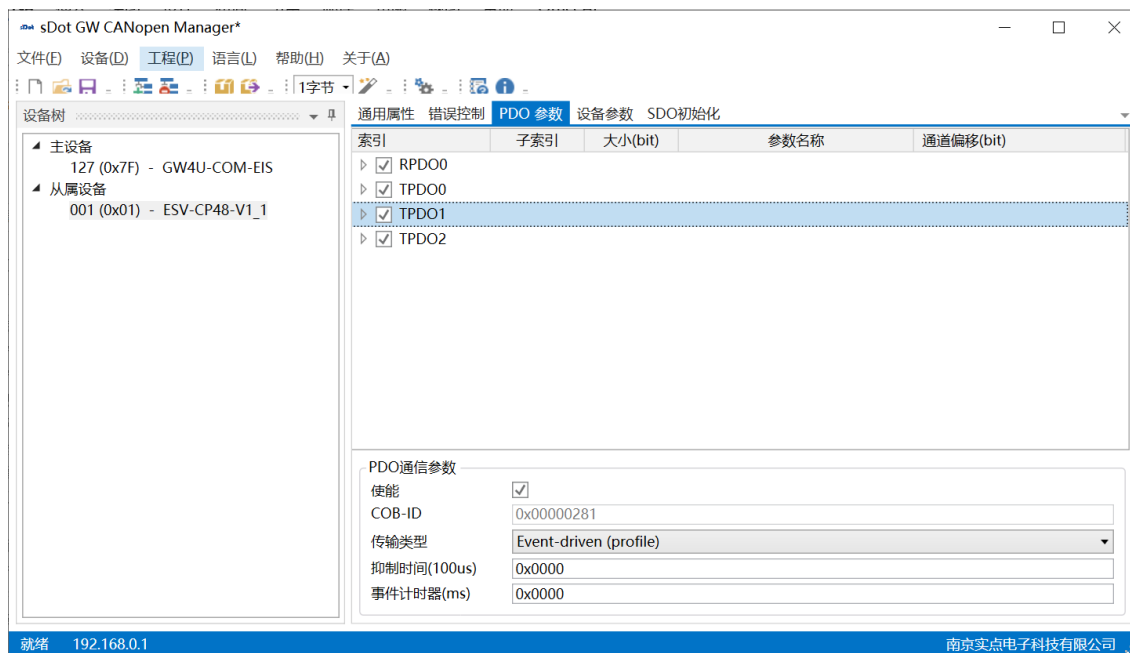 sDot GW CANopen Manager*
文件(F) 设备(D) 工程(P) 语言(L) 帮助(H) 关于(A)
1字节
设备树
主设备
127 (0x7F) - GW4U-COM-EIS
从属设备
001 (0x01) - ESV-CP48-V1_1
通用属性 错误控制 PDO 参数 设备参数 SDO初始化
索引 子索引 大小(bit) 参数名称 通道偏移(bit)
RPDO0
TPDO0
TPDO1
TPDO2
PDO通信参数
使能
COB-ID 0x00000281
传输类型 Event-driven (profile)
抑制时间(100us) 0x0000
事件计时器(ms) 0x0000
就绪 192.168.0.1 南京实点电子科技有限公司